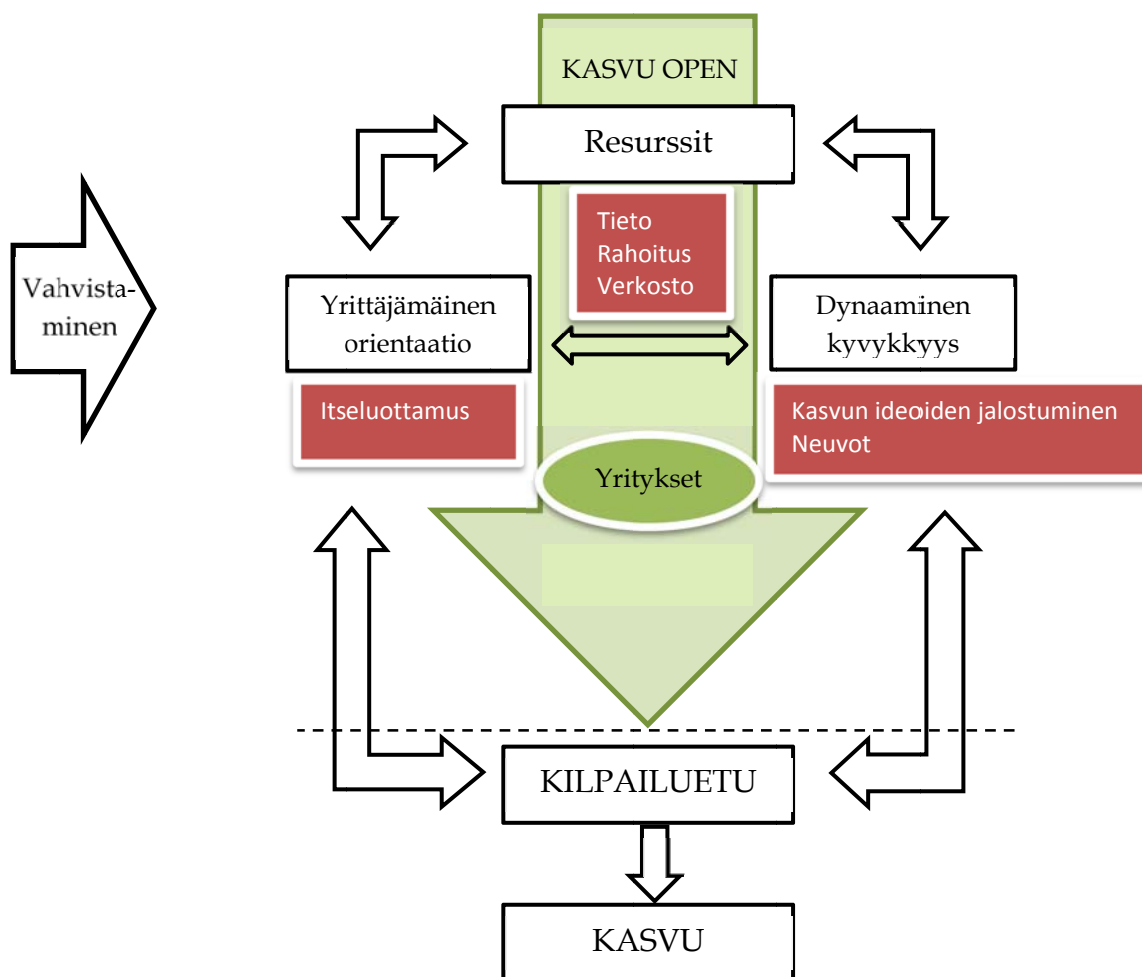 KASVU OPEN
Resurssit
Tieto
Rahoitus
Verkosto
Vahvista-
minen
Yrittäjämäinen
orientaatio
Dynaaminen
kyvykkyys
Itseluottamus
Kasvun ideoiden jalostuminen
Neuvot
Yritykset
KILPAILUETU
KASVU